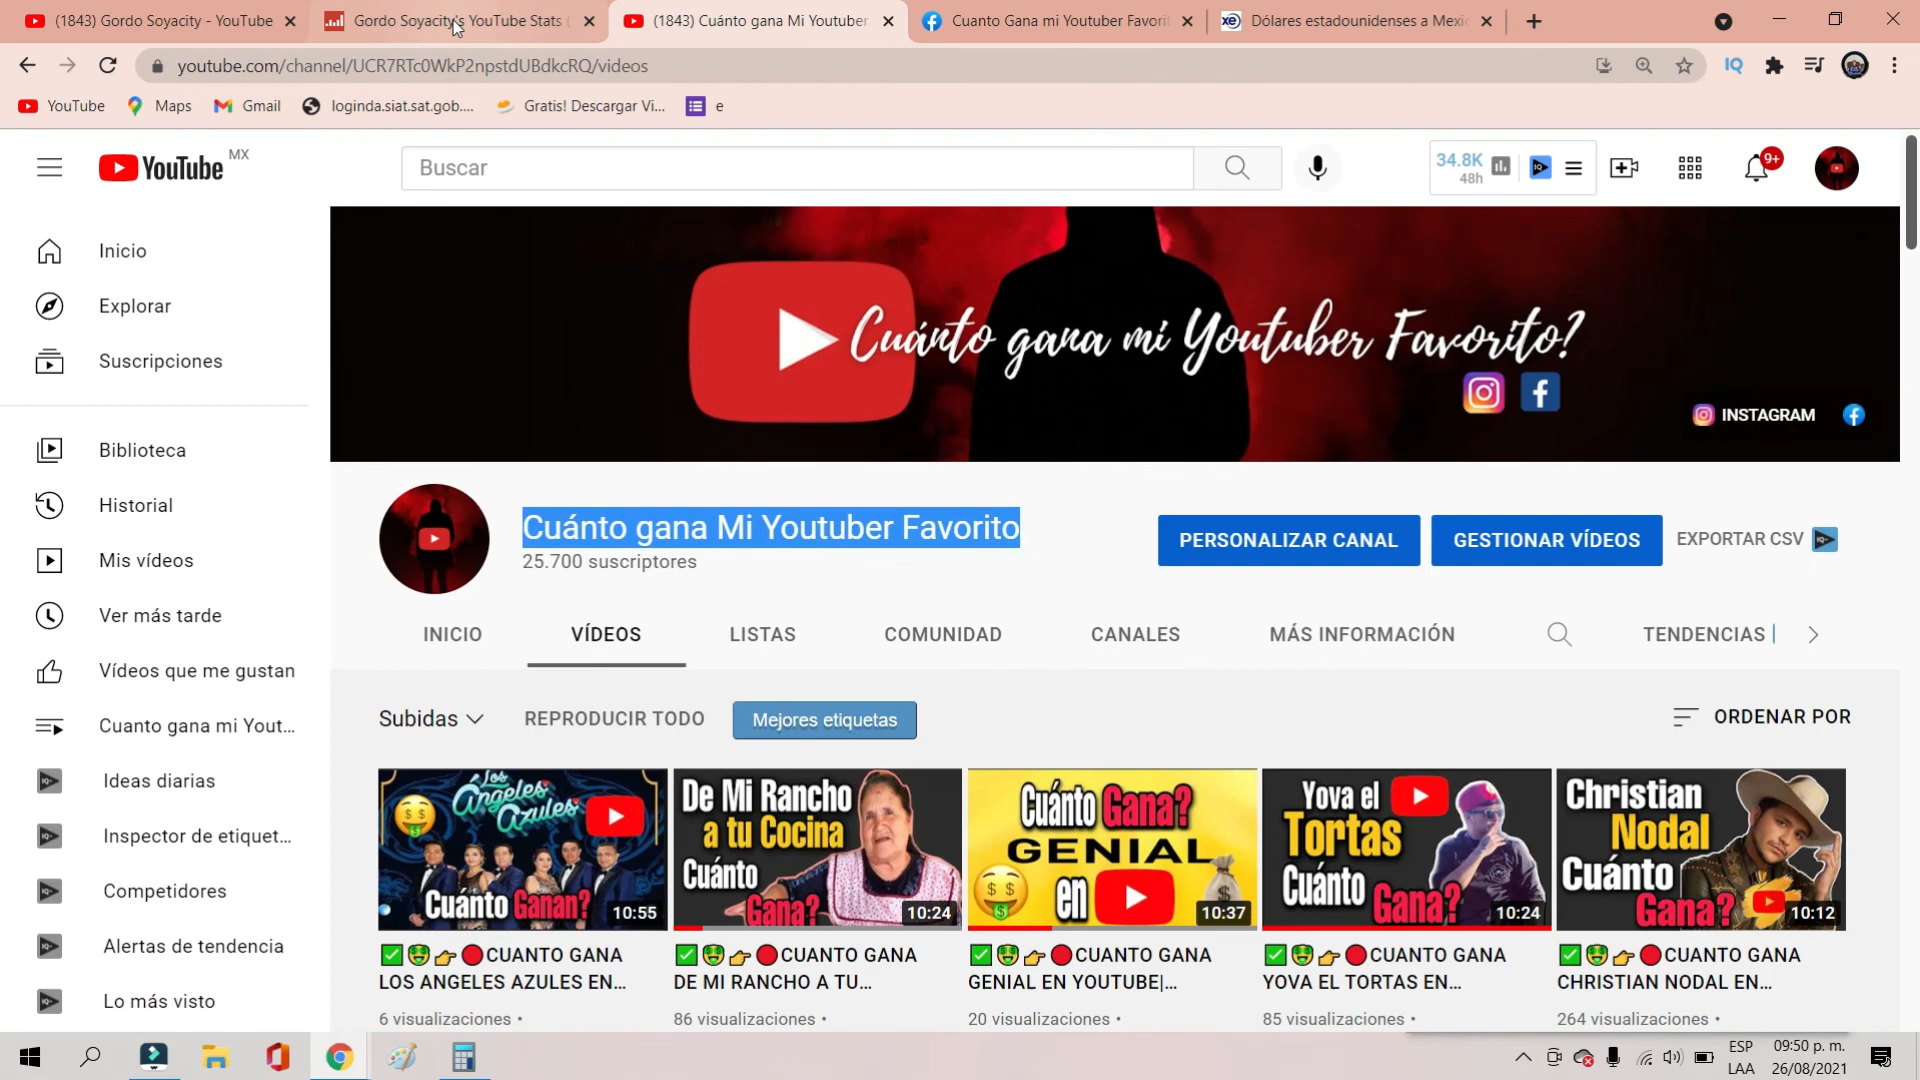 (1843) Gordo Soyacity - YouTube
Gordo Soyacity's YouTube Stats (
(1843) Cuánto gana Mi Youtuber
Cuanto Gana mi Youtuber Favorit
Dólares estadounidenses a Mexic
youtube.com/channel/UCR7RTc0WkP2npstdUBdkcRQ/videos
IQ
YouTube
Maps
Gmail
loginda.siat.sat.gob....
Gratis! Descargar Vi...
e
YouTube MX
Buscar
34.8K
48h
9+
Inicio
Explorar
Suscripciones
Biblioteca
Historial
Mis vídeos
Ver más tarde
Vídeos que me gustan
Cuanto gana mi Yout...
Ideas diarias
Inspector de etiquet...
Competidores
Alertas de tendencia
Lo más visto
Cuánto gana mi Youtuber Favorito?
INSTAGRAM
Cuánto gana Mi Youtuber Favorito
25.700 suscriptores
PERSONALIZAR CANAL
GESTIONAR VÍDEOS
EXPORTAR CSV
INICIO
VÍDEOS
LISTAS
COMUNIDAD
CANALES
MÁS INFORMACIÓN
TENDENCIAS
Subidas
REPRODUCIR TODO
Mejores etiquetas
ORDENAR POR
Los Ángeles Azules
Cuánto Ganan?
10:55
CUANTO GANA
LOS ANGELES AZULES EN...
6 visualizaciones •
De Mi Rancho
a tu Cocina
Cuánto
Gana?
10:24
CUANTO GANA
DE MI RANCHO A TU...
86 visualizaciones •
Cuánto Gana?
GENIAL
en
10:37
CUANTO GANA
GENIAL EN YOUTUBE|...
20 visualizaciones •
Yova el
Tortas
Cuánto
Gana?
10:24
CUANTO GANA
YOVA EL TORTAS EN...
85 visualizaciones •
Christian
Nodal
Cuánto
Gana?
10:12
CUANTO GANA
CHRISTIAN NODAL EN...
264 visualizaciones •
ESP
LAA
09:50 p. m.
26/08/2021